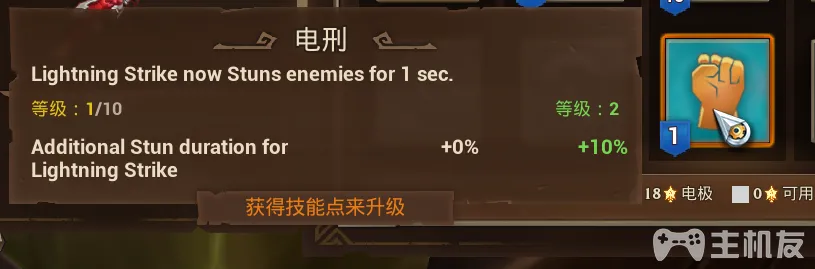 电刑
Lightning Strike now Stuns enemies for 1 sec.
等级：1/10 等级：2
Additional Stun duration for +0% +10%
Lightning Strike
获得技能点来升级
1
18 电极 0 可用
主机友